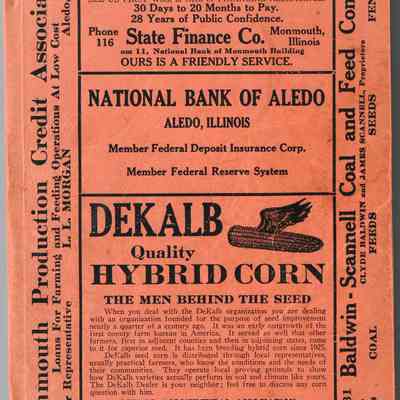 30 Days to 20 Months to Pay.
28 Years of Public Confidence.
Phone 116
State Finance Co.
Monmouth, Illinois
om 11, National Bank of Monmouth Building
OURS IS A FRIENDLY SERVICE.
NATIONAL BANK OF ALEDO
ALEDO, ILLINOIS
Member Federal Deposit Insurance Corp.
Member Federal Reserve System
DEKALB
Quality
HYBRID CORN
THE MEN BEHIND THE SEED
When you deal with the DeKalb organization you are dealing
with an organization founded for the purpose of seed improvement
nearly a quarter of a century ago. It was an early outgrowth of the
first county farm bureau in America. It served as well that other
farmers, first in adjacent counties and then in adjoining states, came
to it for superior seed. It has been breeding hybrid corn since 1925.
DeKalb seed corn is distributed through local representatives,
usually practical farmers, who know the conditions and the needs of
their communities. They operate local proving grounds to show
how DeKalb varieties actually perform in soil and climate like yours.
The DeKalb Dealer is your neighbor; feel free to discuss any corn
question with him.
nmouth Production Credit Associa
Loans For Farming and Feeding Operations At Low Cost
Representative
L. L. MORGAN
Aledo,
Baldwin-Scannell Coal and Feed Com
CLYDE BALDWIN and JAMES SCANNELL, Proprietors
COAL
FEEDS
SEEDS
FEN